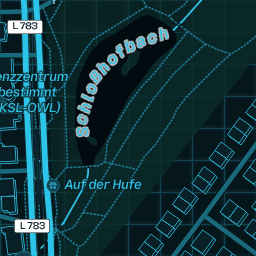 L 783
Schloßhofbach
enzzentrum
bestimmt
(KSL-OWL)
Auf der Hufe
L 783